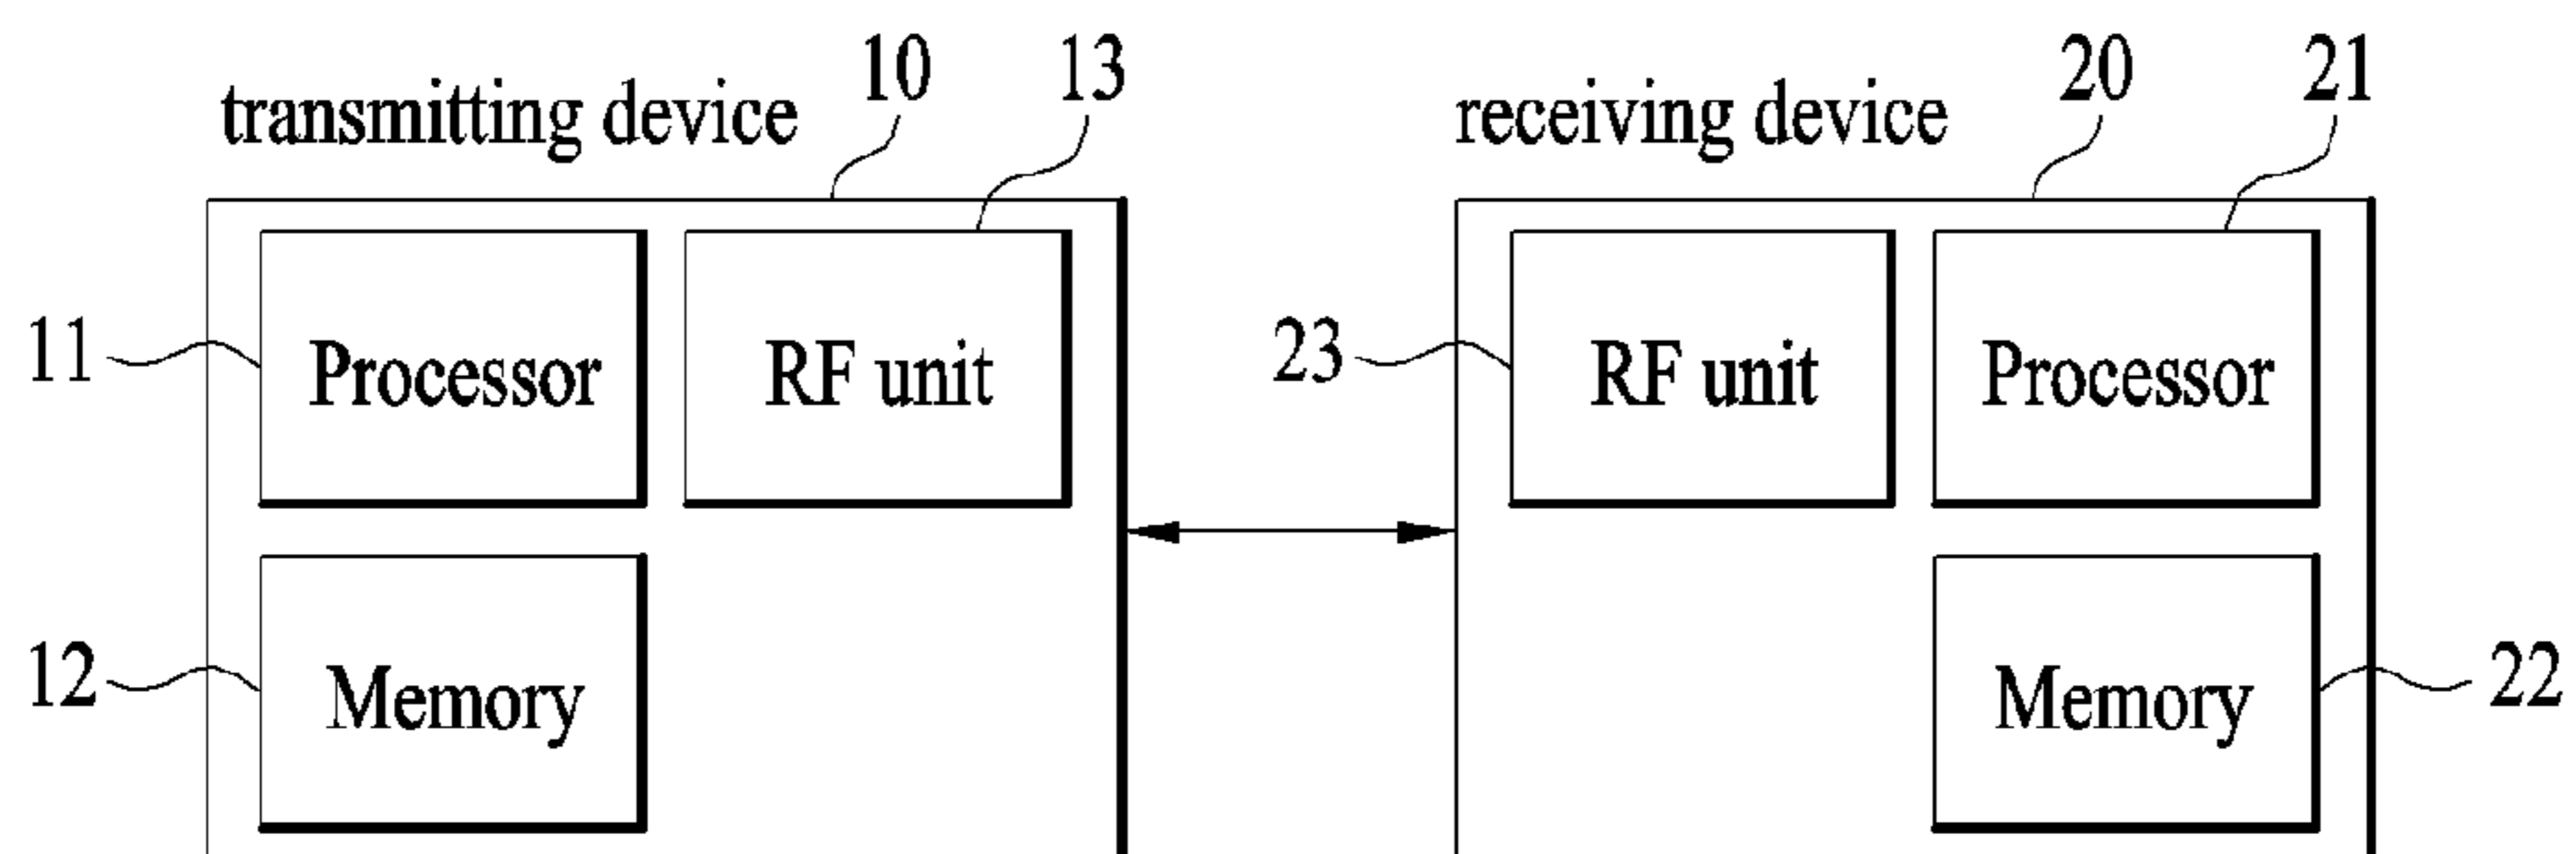 10 13 20 21
transmitting device receiving device
11 Processor RF unit 23 RF unit Processor
12 Memory Memory 22